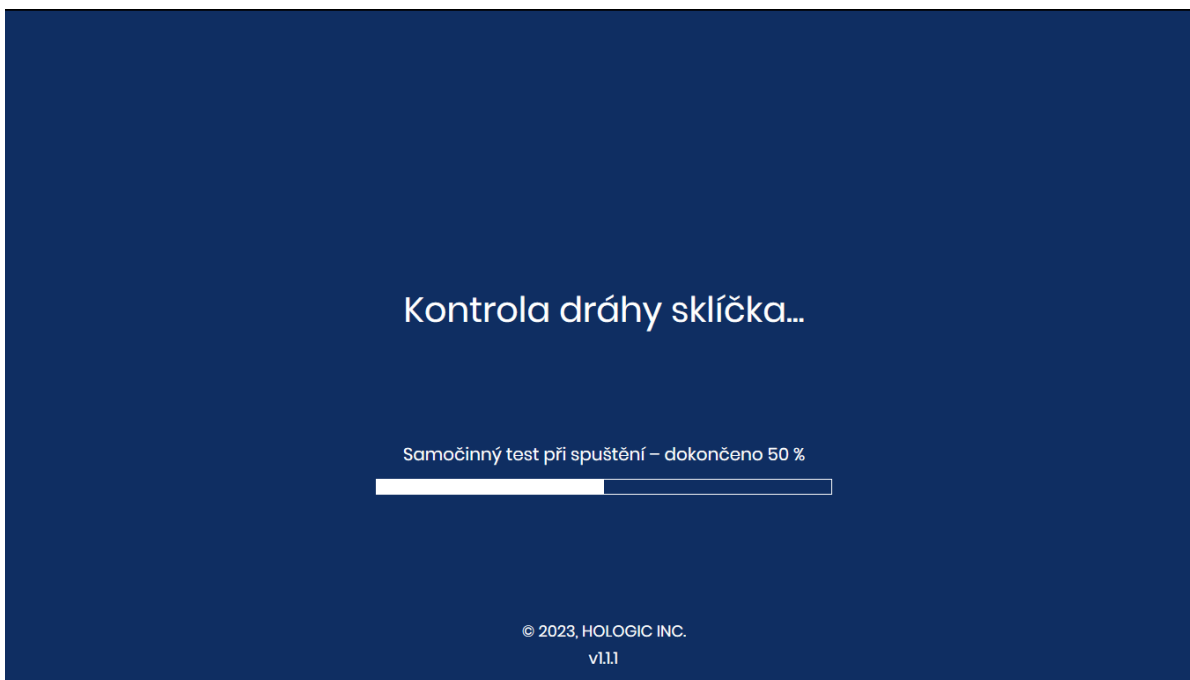 Kontrola dráhy sklíčka...
Samočinný test při spuštění – dokončeno 50 %
© 2023, HOLOGIC INC.
v1.1.1